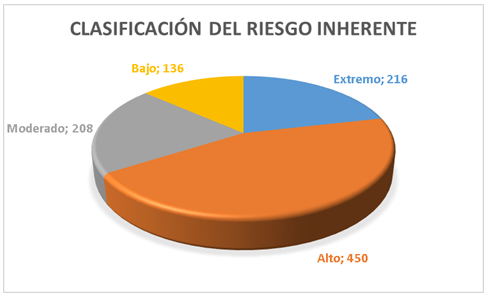 CLASIFICACIÓN DEL RIESGO INHERENTE
Bajo; 136
Extremo; 216
Moderado; 208
Alto; 450